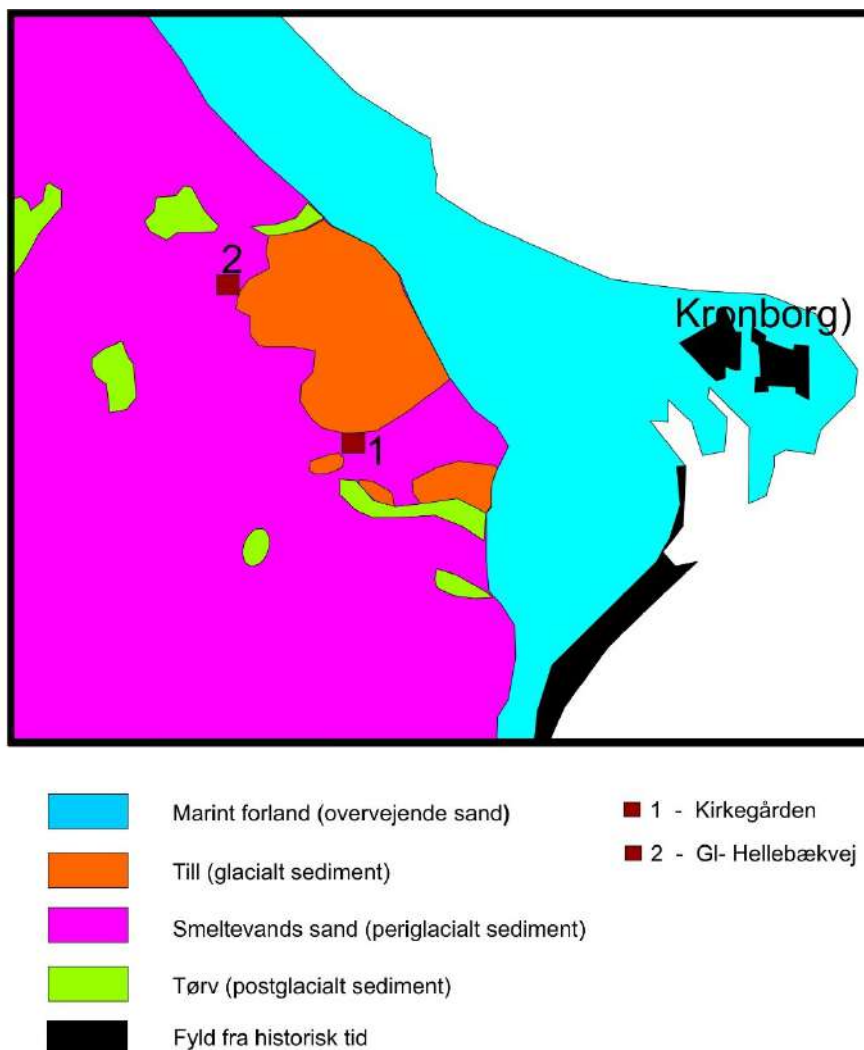 2
Kronborg)
1
Marint forland (overvejende sand)
1 - Kirkegården
Till (glacialt sediment)
2 - Gl- Hellebækvej
Smeltevands sand (periglacialt sediment)
Tørv (postglacialt sediment)
Fyld fra historisk tid